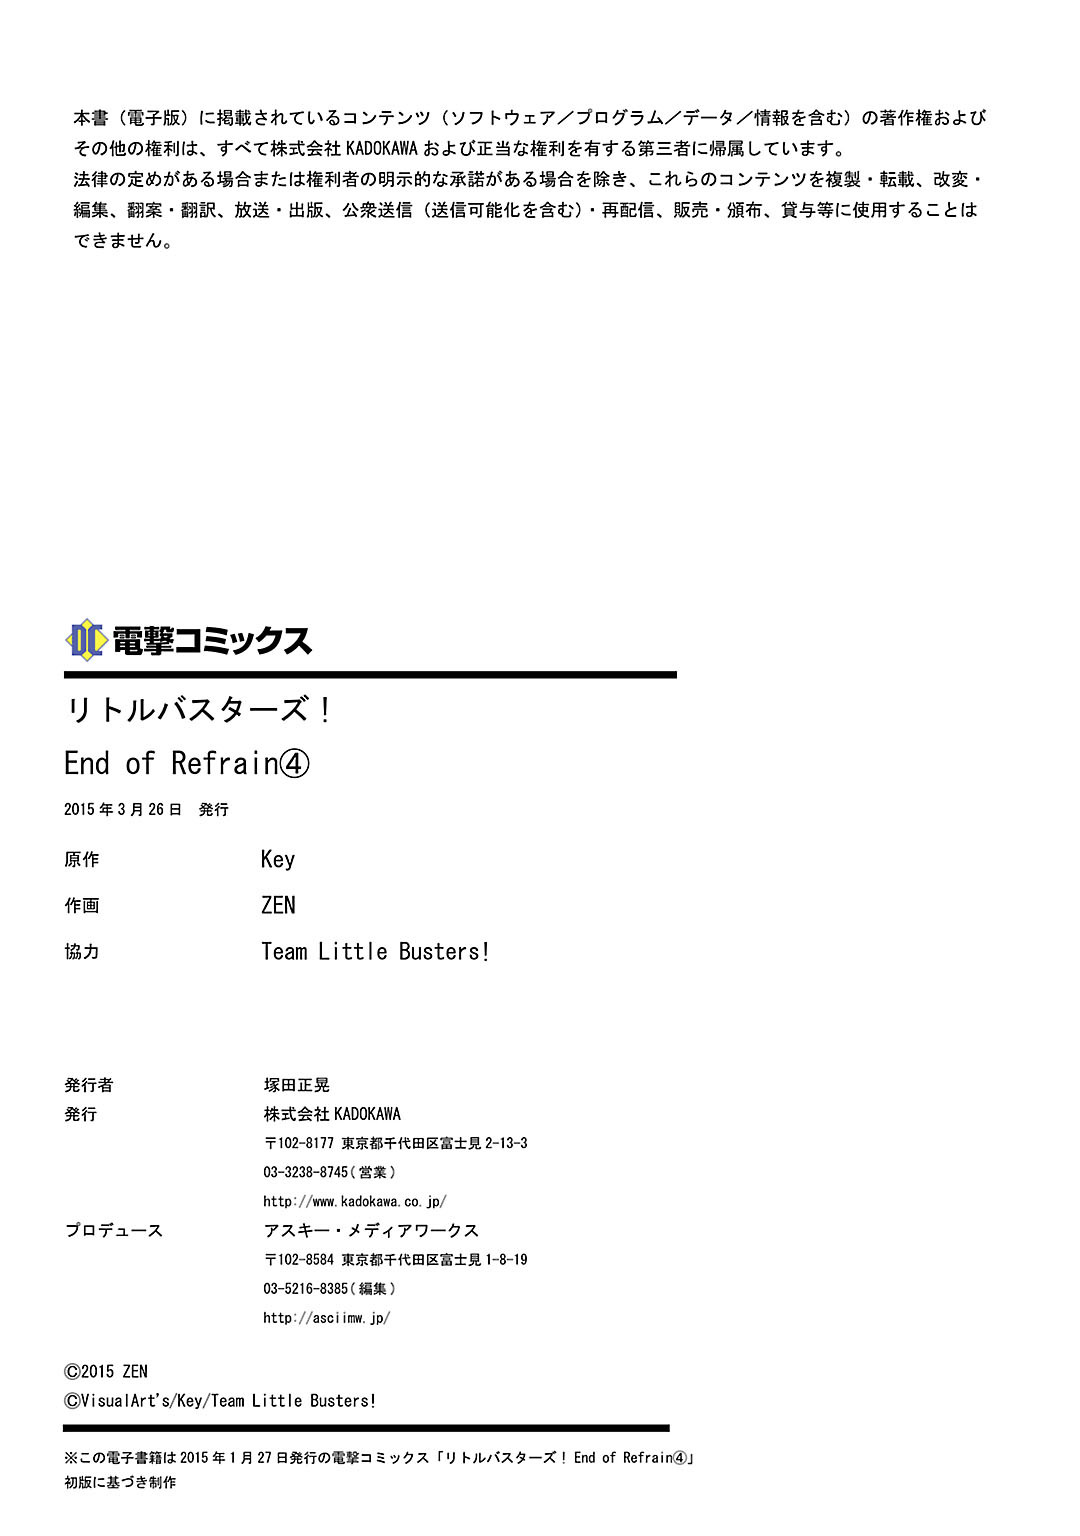 本書（電子版）に掲載されているコンテンツ（ソフトウェア／プログラム／データ／情報を含む）の著作権および
その他の権利は、すべて株式会社 KADOKAWA および正当な権利を有する第三者に帰属しています。
法律の定めがある場合または権利者の明示的な承諾がある場合を除き、これらのコンテンツを複製・転載、改変・
編集、翻案・翻訳、放送・出版、公衆送信（送信可能化を含む）・再配信、販売・頒布、貸与等に使用することは
できません。
DC 電撃コミックス
リトルバスターズ！
End of Refrain④
2015 年 3 月 26 日　発行
原作　Key
作画　ZEN
協力　Team Little Busters!
発行者　塚田正晃
発行　株式会社 KADOKAWA
〒102-8177 東京都千代田区富士見 2-13-3
03-3238-8745（営業）
http://www.kadokawa.co.jp/
プロデュース　アスキー・メディアワークス
〒102-8584 東京都千代田区富士見 1-8-19
03-5216-8385（編集）
http://asciimw.jp/
©2015 ZEN
©VisualArt's/Key/Team Little Busters!
※この電子書籍は 2015 年 1 月 27 日発行の電撃コミックス「リトルバスターズ！ End of Refrain④」
初版に基づき制作